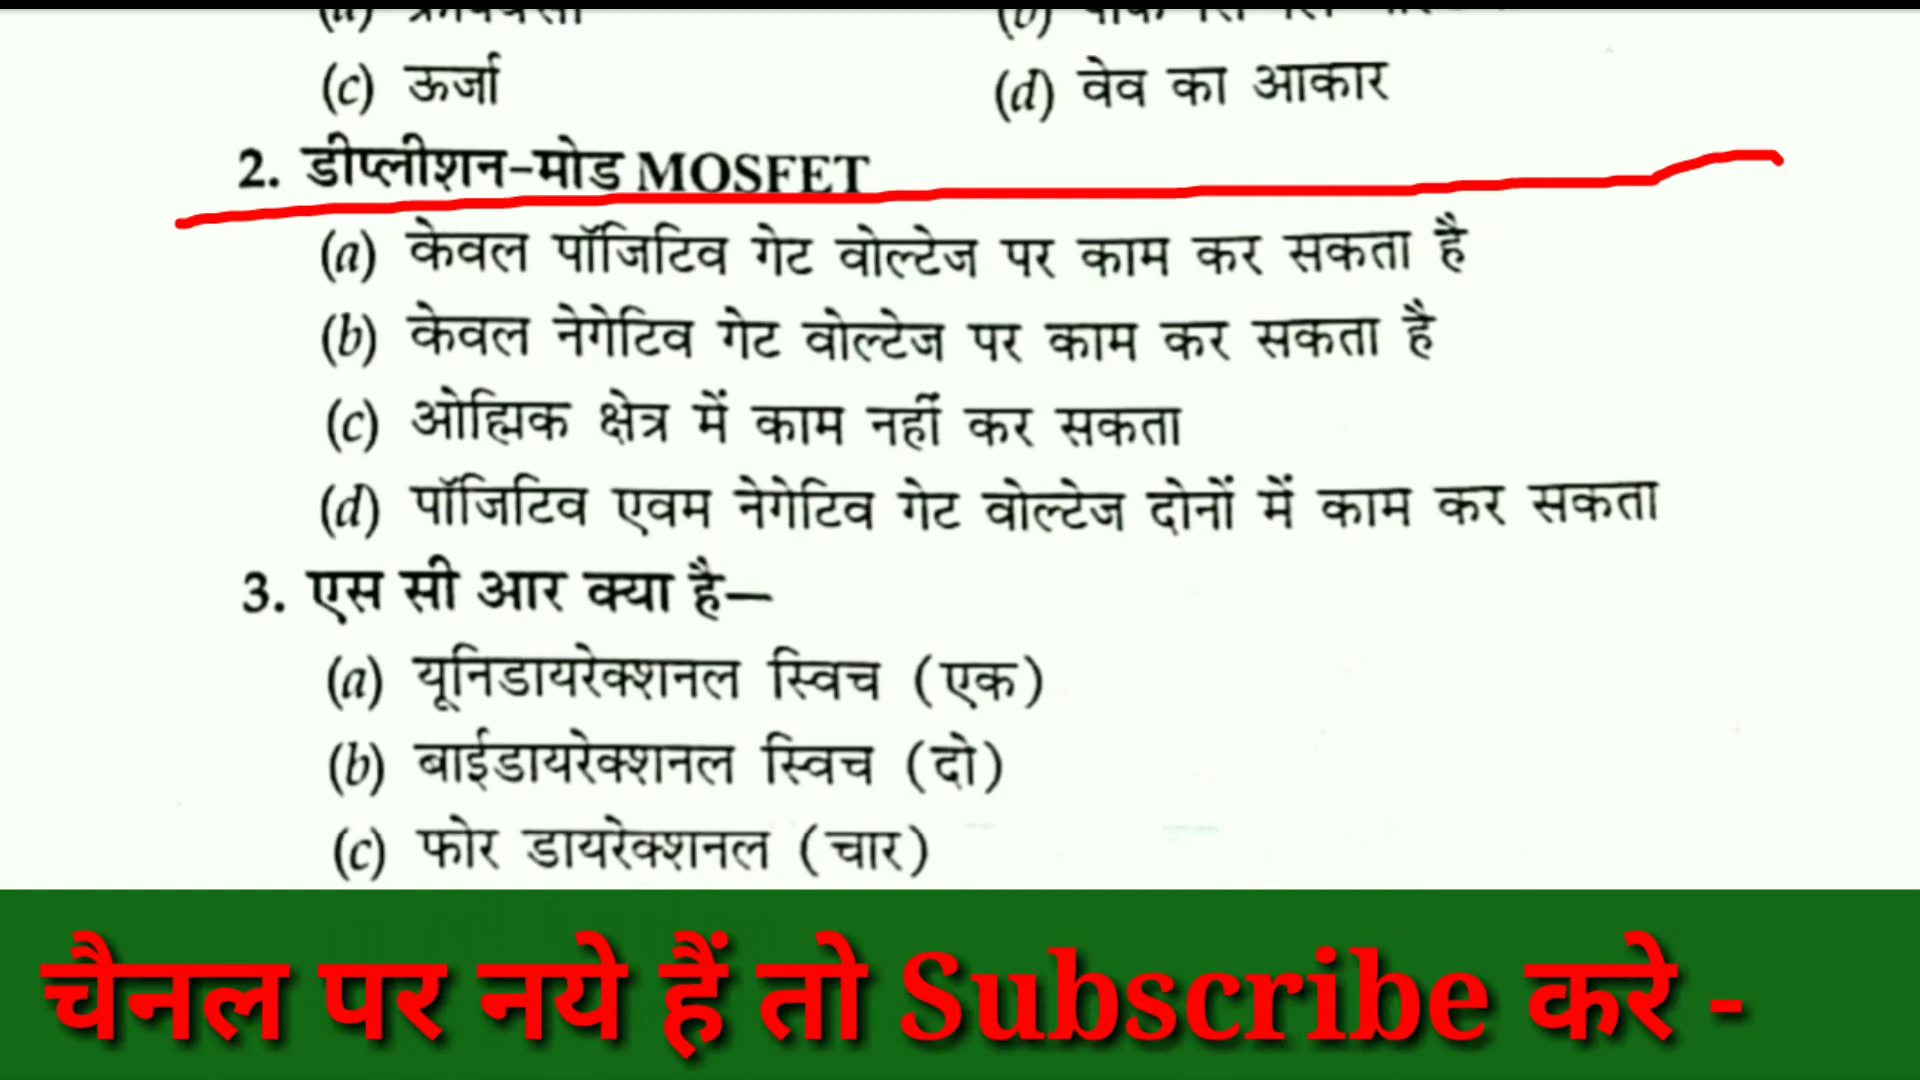 (c) ऊर्जा (d) वेव का आकार
2. डीप्लीशन-मोड MOSFET
(a) केवल पॉजिटिव गेट वोल्टेज पर काम कर सकता है
(b) केवल नेगेटिव गेट वोल्टेज पर काम कर सकता है
(c) ओह्मिक क्षेत्र में काम नहीं कर सकता
(d) पॉजिटिव एवम नेगेटिव गेट वोल्टेज दोनों में काम कर सकता
3. एस सी आर क्या है—
(a) यूनिडायरेक्शनल स्विच (एक)
(b) बाईडायरेक्शनल स्विच (दो)
(c) फोर डायरेक्शनल (चार)
चैनल पर नये हैं तो Subscribe करे -